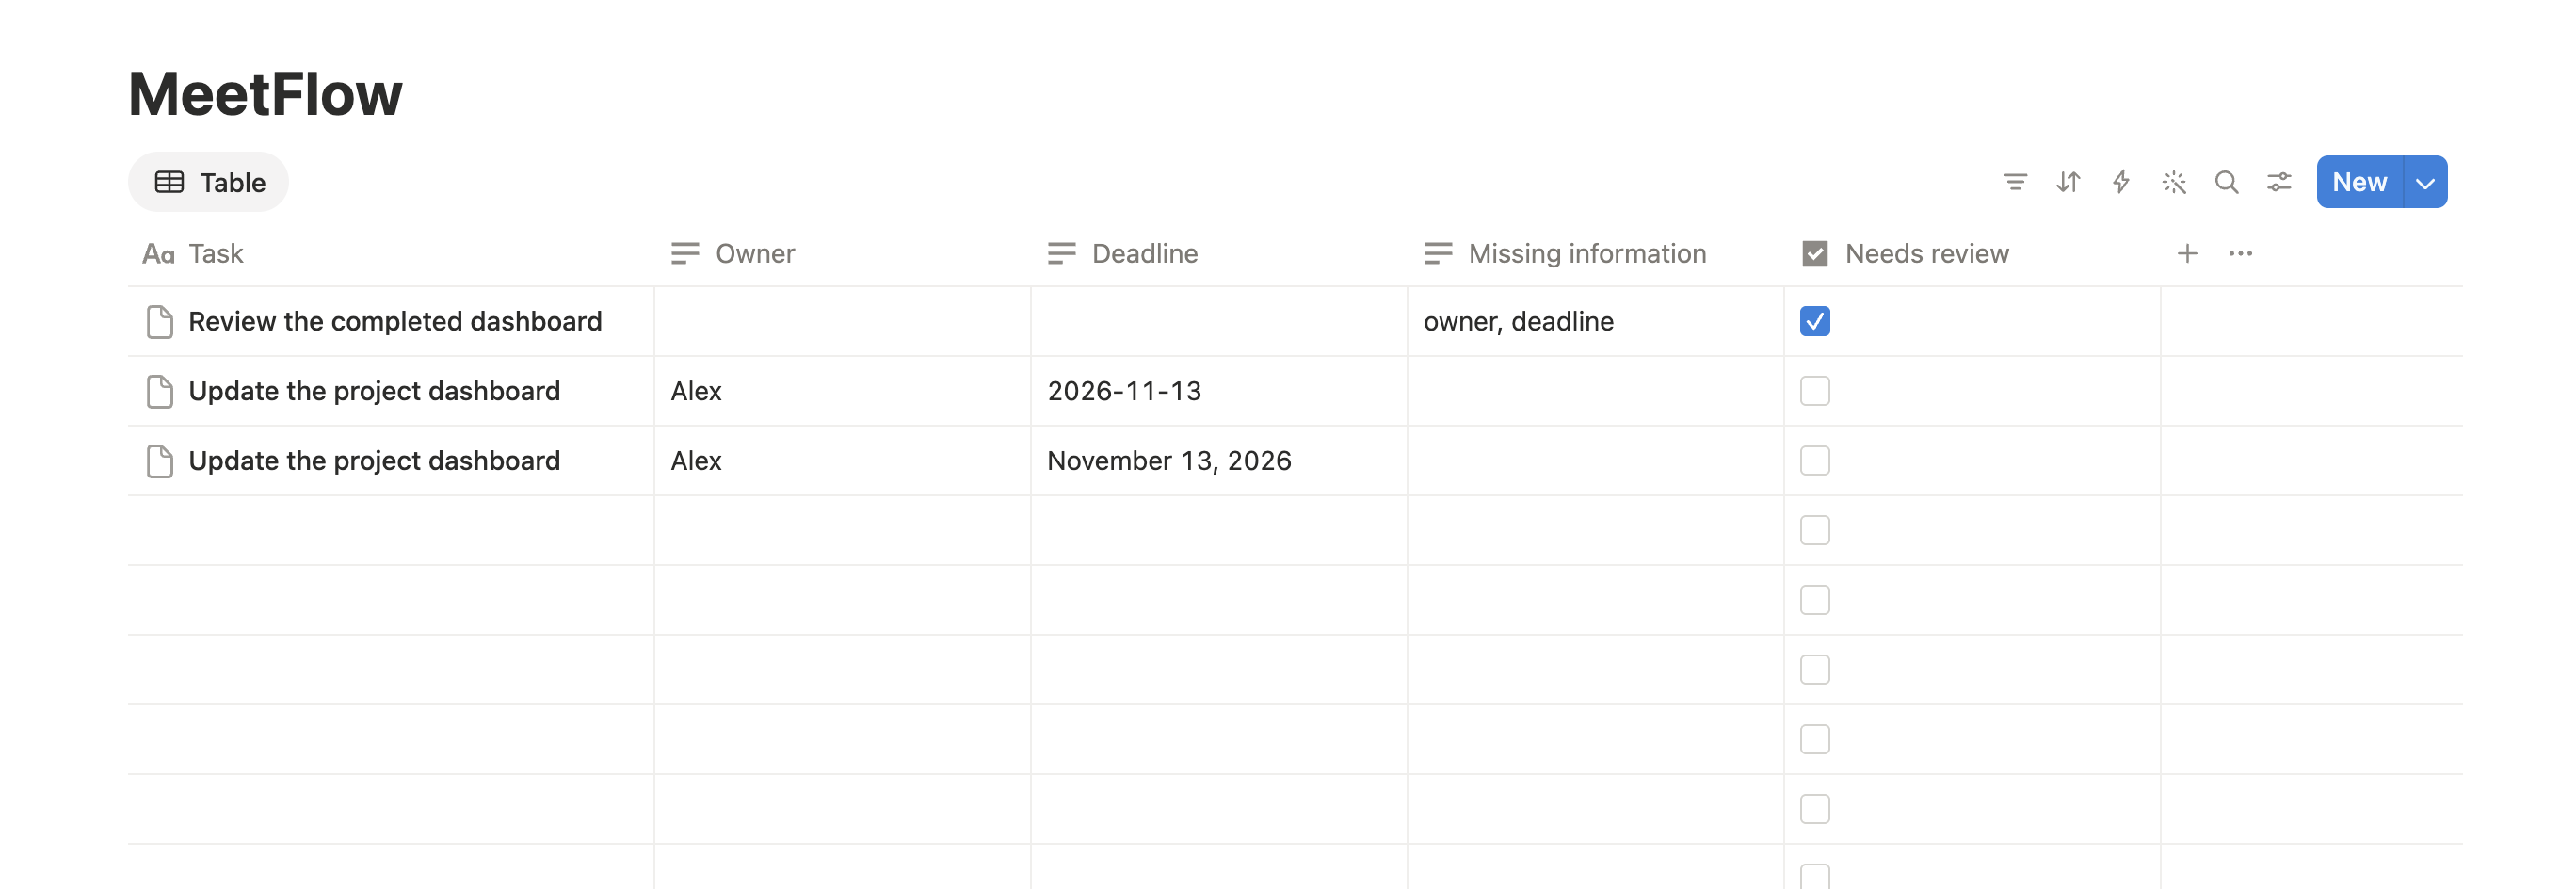 MeetFlow
Table
New
Aa Task Owner Deadline Missing information Needs review
Review the completed dashboard owner, deadline
Update the project dashboard Alex 2026-11-13
Update the project dashboard Alex November 13, 2026